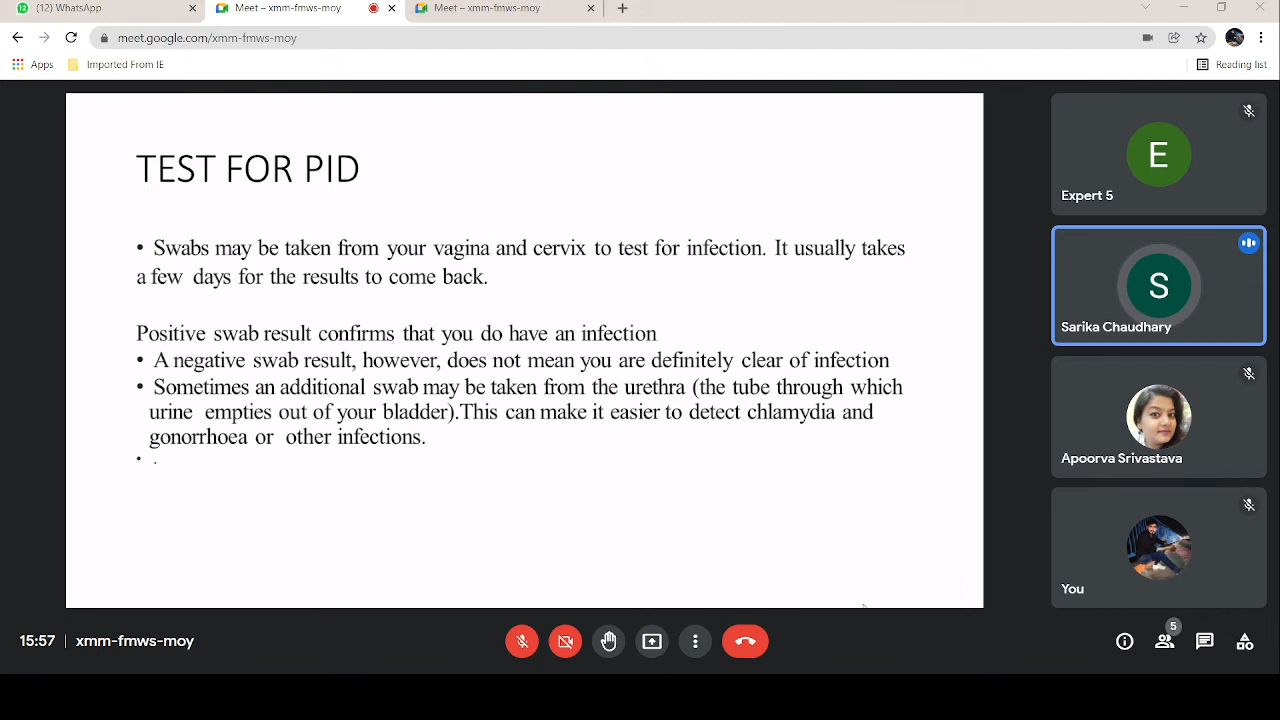 (12) WhatsApp
Meet – xmm-fmws-moy
Meet – xmm-fmws-moy
meet.google.com/xmm-fmws-moy
Apps
Imported From IE
Reading list
TEST FOR PID
• Swabs may be taken from your vagina and cervix to test for infection. It usually takes
a few days for the results to come back.
Positive swab result confirms that you do have an infection
• A negative swab result, however, does not mean you are definitely clear of infection
• Sometimes an additional swab may be taken from the urethra (the tube through which
urine empties out of your bladder).This can make it easier to detect chlamydia and
gonorrhoea or other infections.
• .
E
Expert 5
S
Sarika Chaudhary
Apoorva Srivastava
You
15:57 | xmm-fmws-moy
5